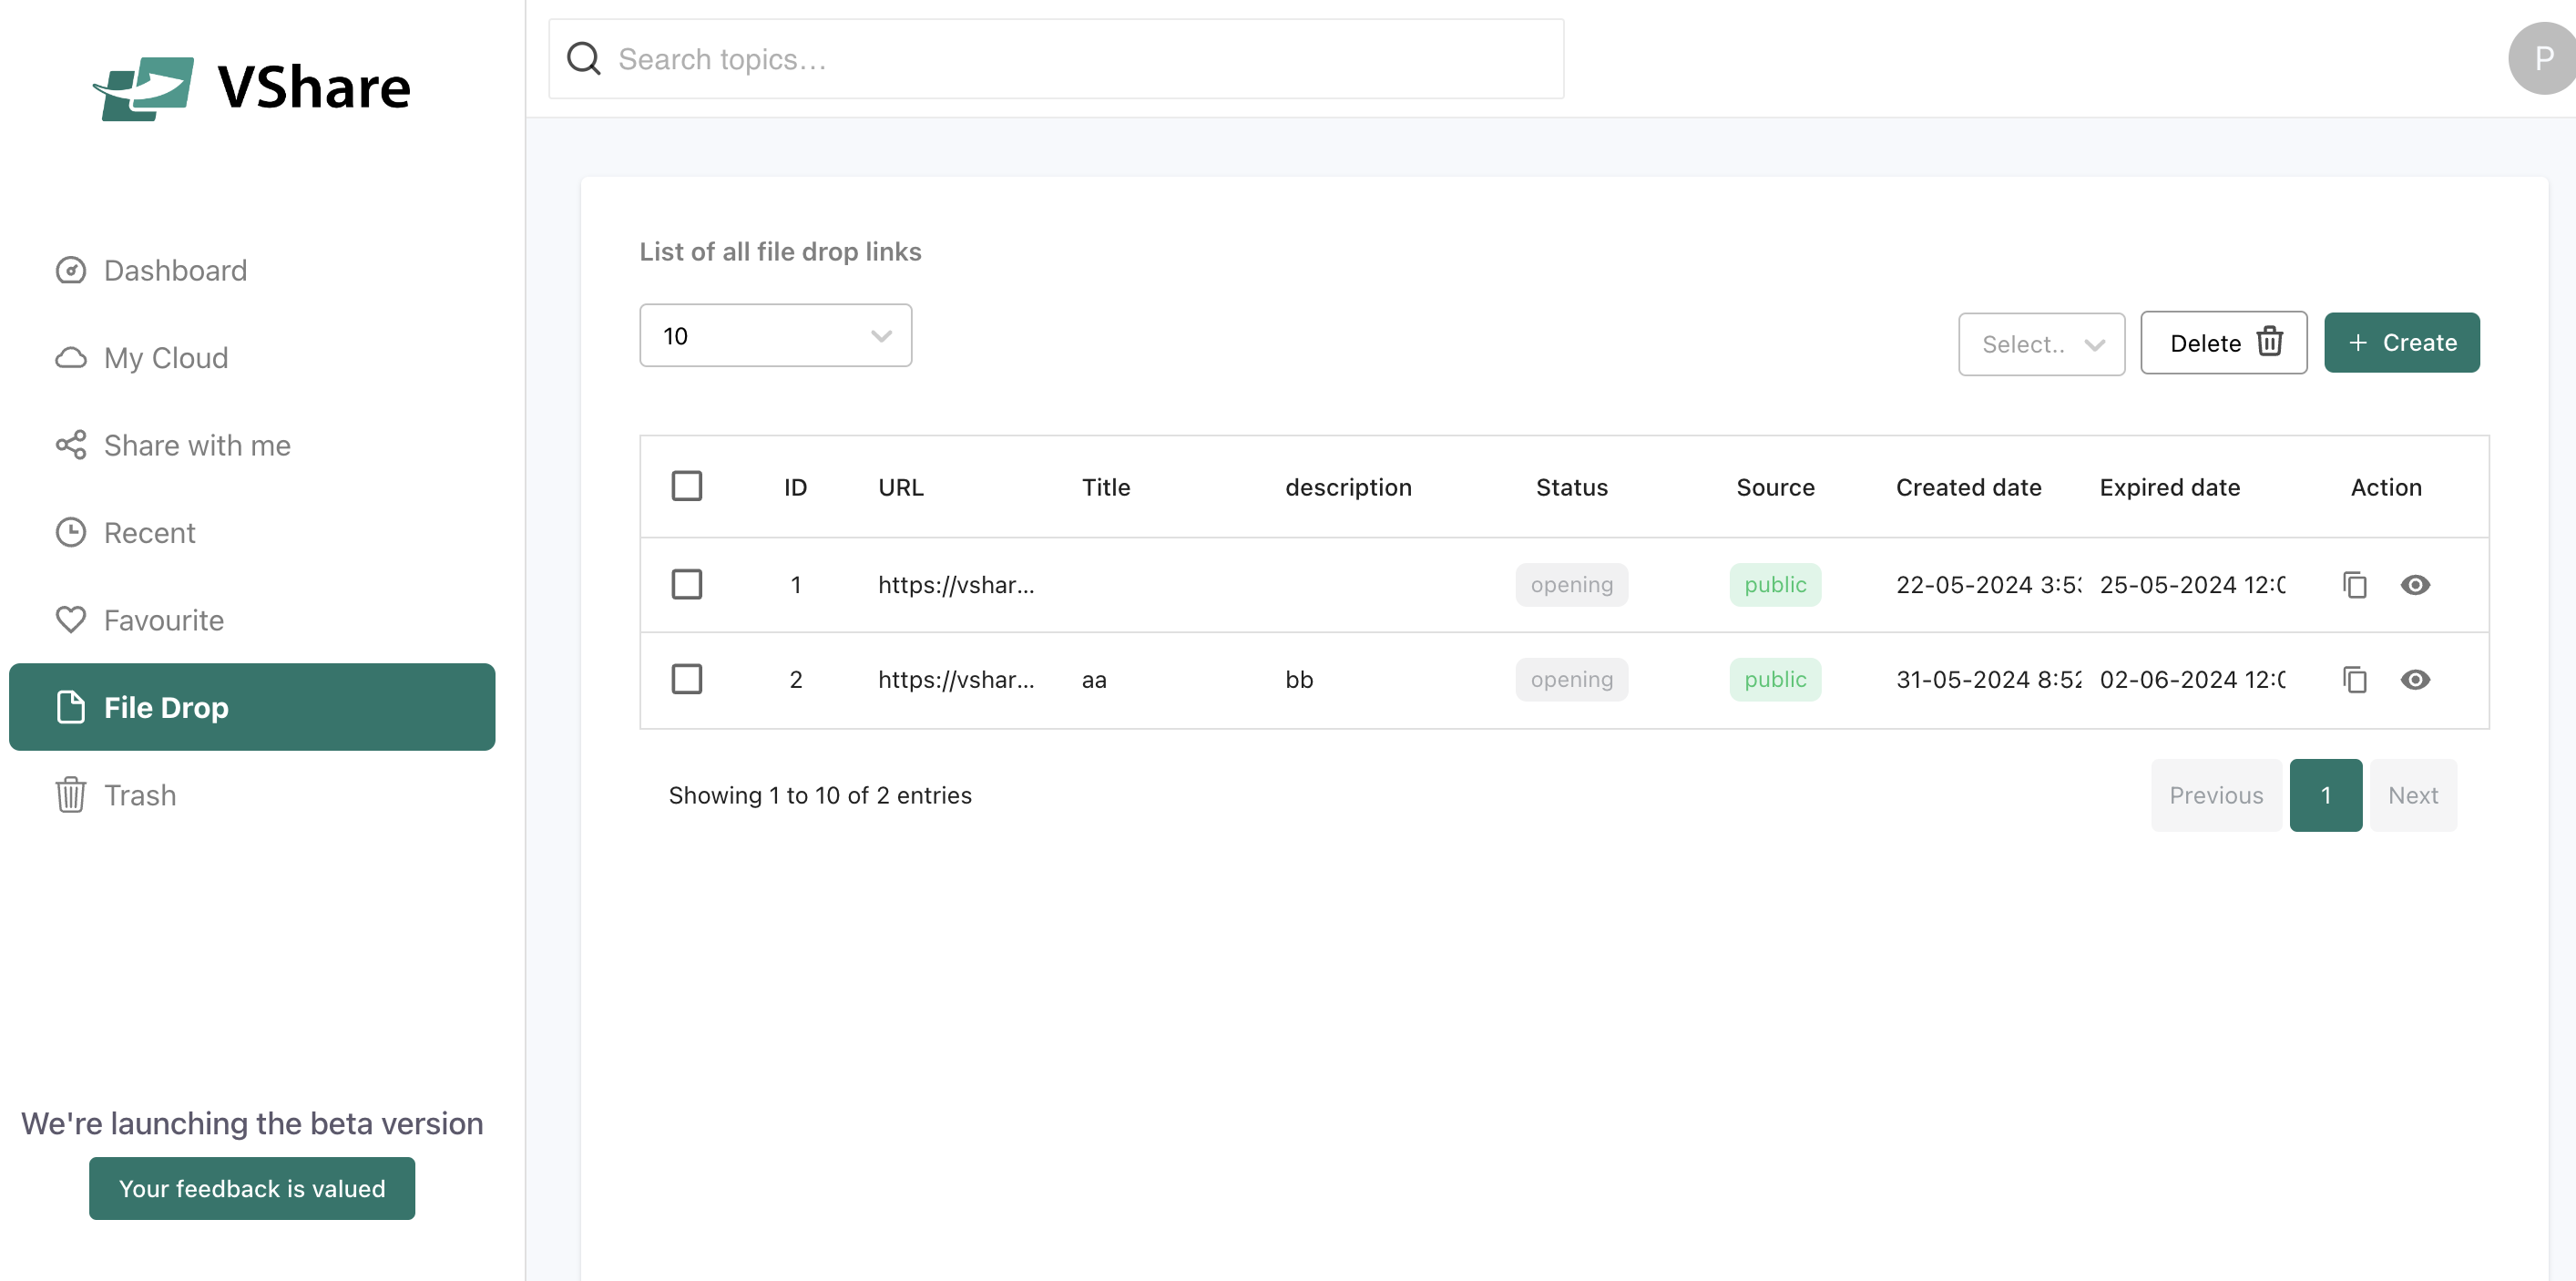 VShare
Search topics...
P
Dashboard
My Cloud
Share with me
Recent
Favourite
File Drop
Trash
We're launching the beta version
Your feedback is valued
List of all file drop links
10
Select..
Delete
+ Create
ID URL Title description Status Source Created date Expired date Action
1 https://vshar... opening public 22-05-2024 3:5 25-05-2024 12:
2 https://vshar... aa bb opening public 31-05-2024 8:5 02-06-2024 12:
Showing 1 to 10 of 2 entries
Previous 1 Next